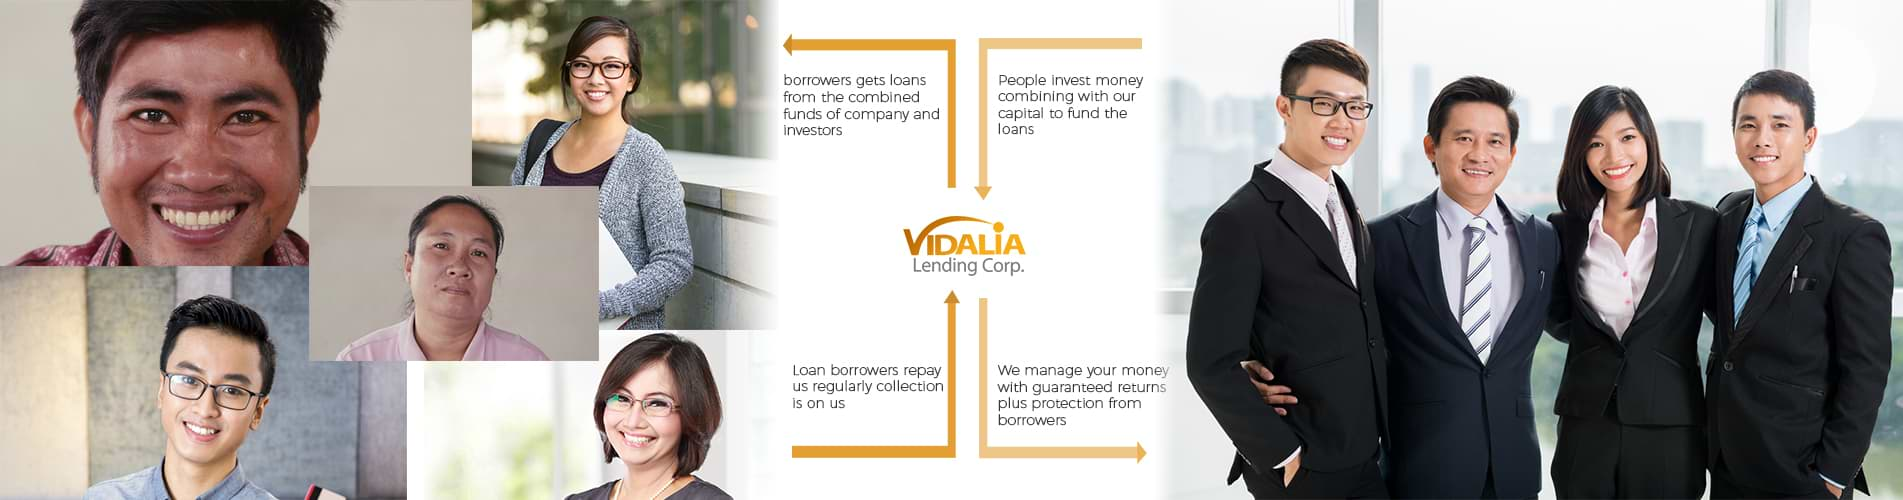 borrowers gets loans
from the combined
funds of company and
investors
People invest money
combining with our
capital to fund the
loans
VIDALIA
Lending Corp.
Loan borrowers repay
us regularly collection
is on us
We manage your money
with guaranteed returns
plus protection from
borrowers